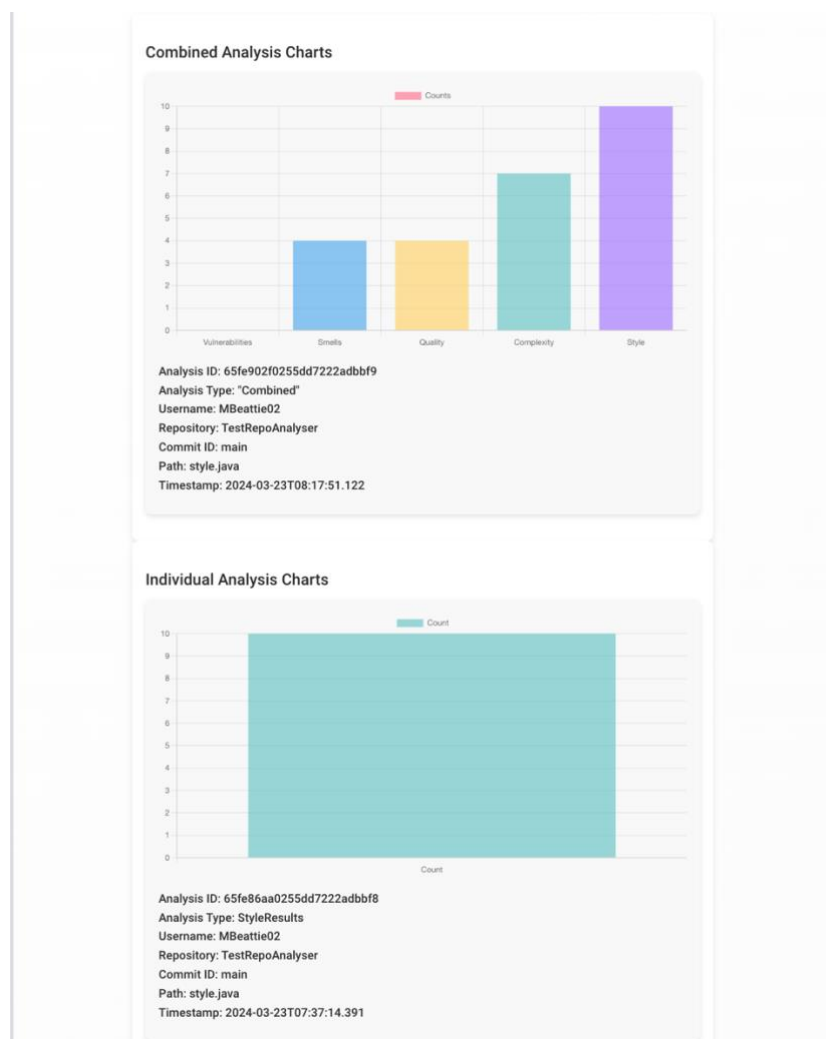 Combined Analysis Charts
Counts
10
9
8
7
6
5
4
3
2
1
0
Vulnerabilities Smells Quality Complexity Style
Analysis ID: 65fe902f0255dd7222adbbf9
Analysis Type: "Combined"
Username: MBeattie02
Repository: TestRepoAnalyser
Commit ID: main
Path: style.java
Timestamp: 2024-03-23T08:17:51.122
Individual Analysis Charts
Count
10
9
8
7
6
5
4
3
2
1
0
Count
Analysis ID: 65fe86aa0255dd7222adbbf8
Analysis Type: StyleResults
Username: MBeattie02
Repository: TestRepoAnalyser
Commit ID: main
Path: style.java
Timestamp: 2024-03-23T07:37:14.391